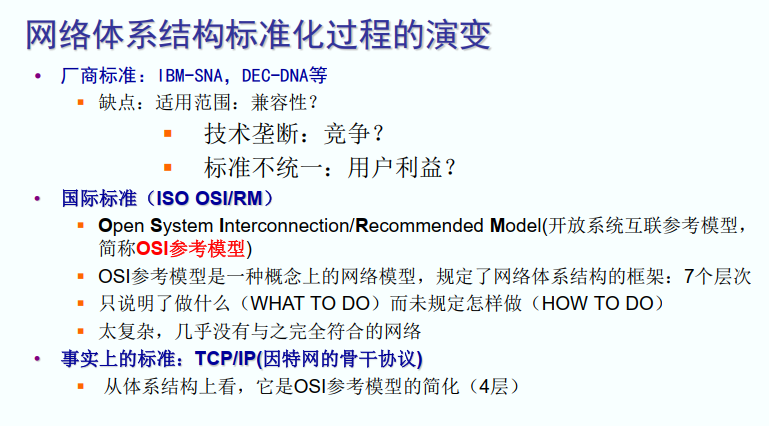 网络体系结构标准化过程的演变
• 厂商标准：IBM-SNA，DEC-DNA等
▪ 缺点：适用范围：兼容性？
▪ 技术垄断：竞争？
▪ 标准不统一：用户利益？
• 国际标准（ISO OSI/RM）
▪ Open System Interconnection/Recommended Model(开放系统互联参考模型，
简称OSI参考模型)
▪ OSI参考模型是一种概念上的网络模型，规定了网络体系结构的框架：7个层次
▪ 只说明了做什么（WHAT TO DO）而未规定怎样做（HOW TO DO）
▪ 太复杂，几乎没有与之完全符合的网络
• 事实上的标准：TCP/IP(因特网的骨干协议)
▪ 从体系结构上看，它是OSI参考模型的简化（4层）